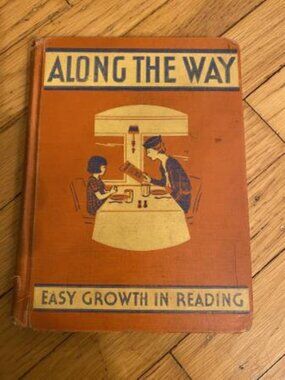 ALONG THE WAY
EASY GROWTH IN READING